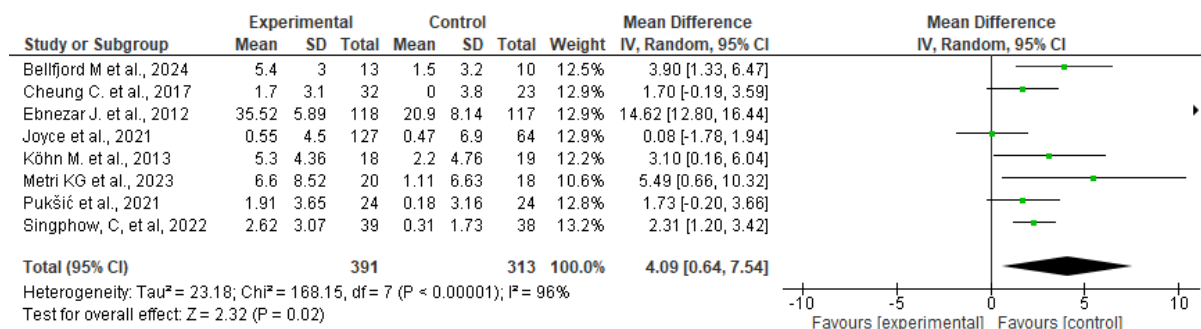 Experimental Control Mean Difference Mean Difference
Study or Subgroup Mean SD Total Mean SD Total Weight IV, Random, 95% CI IV, Random, 95% CI
Bellfjord M et al., 2024 5.4 3 13 1.5 3.2 10 12.5% 3.90 [1.33, 6.47]
Cheung C. et al., 2017 1.7 3.1 32 0 3.8 23 12.9% 1.70 [-0.19, 3.59]
Ebnezar J. et al., 2012 35.52 5.89 118 20.9 8.14 117 12.9% 14.62 [12.80, 16.44]
Joyce et al., 2021 0.55 4.5 127 0.47 6.9 64 12.9% 0.08 [-1.78, 1.94]
Köhn M. et al., 2013 5.3 4.36 18 2.2 4.76 19 12.2% 3.10 [0.16, 6.04]
Metri KG et al., 2023 6.6 8.52 20 1.11 6.63 18 10.6% 5.49 [0.66, 10.32]
Pukšić et al., 2021 1.91 3.65 24 0.18 3.16 24 12.8% 1.73 [-0.20, 3.66]
Singphow, C, et al, 2022 2.62 3.07 39 0.31 1.73 38 13.2% 2.31 [1.20, 3.42]
Total (95% CI) 391 313 100.0% 4.09 [0.64, 7.54]
Heterogeneity: Tau² = 23.18; Chi² = 168.15, df = 7 (P < 0.00001); I² = 96%
Test for overall effect: Z = 2.32 (P = 0.02)
-10 -5 0 5 10
Favours [experimental] Favours [control]